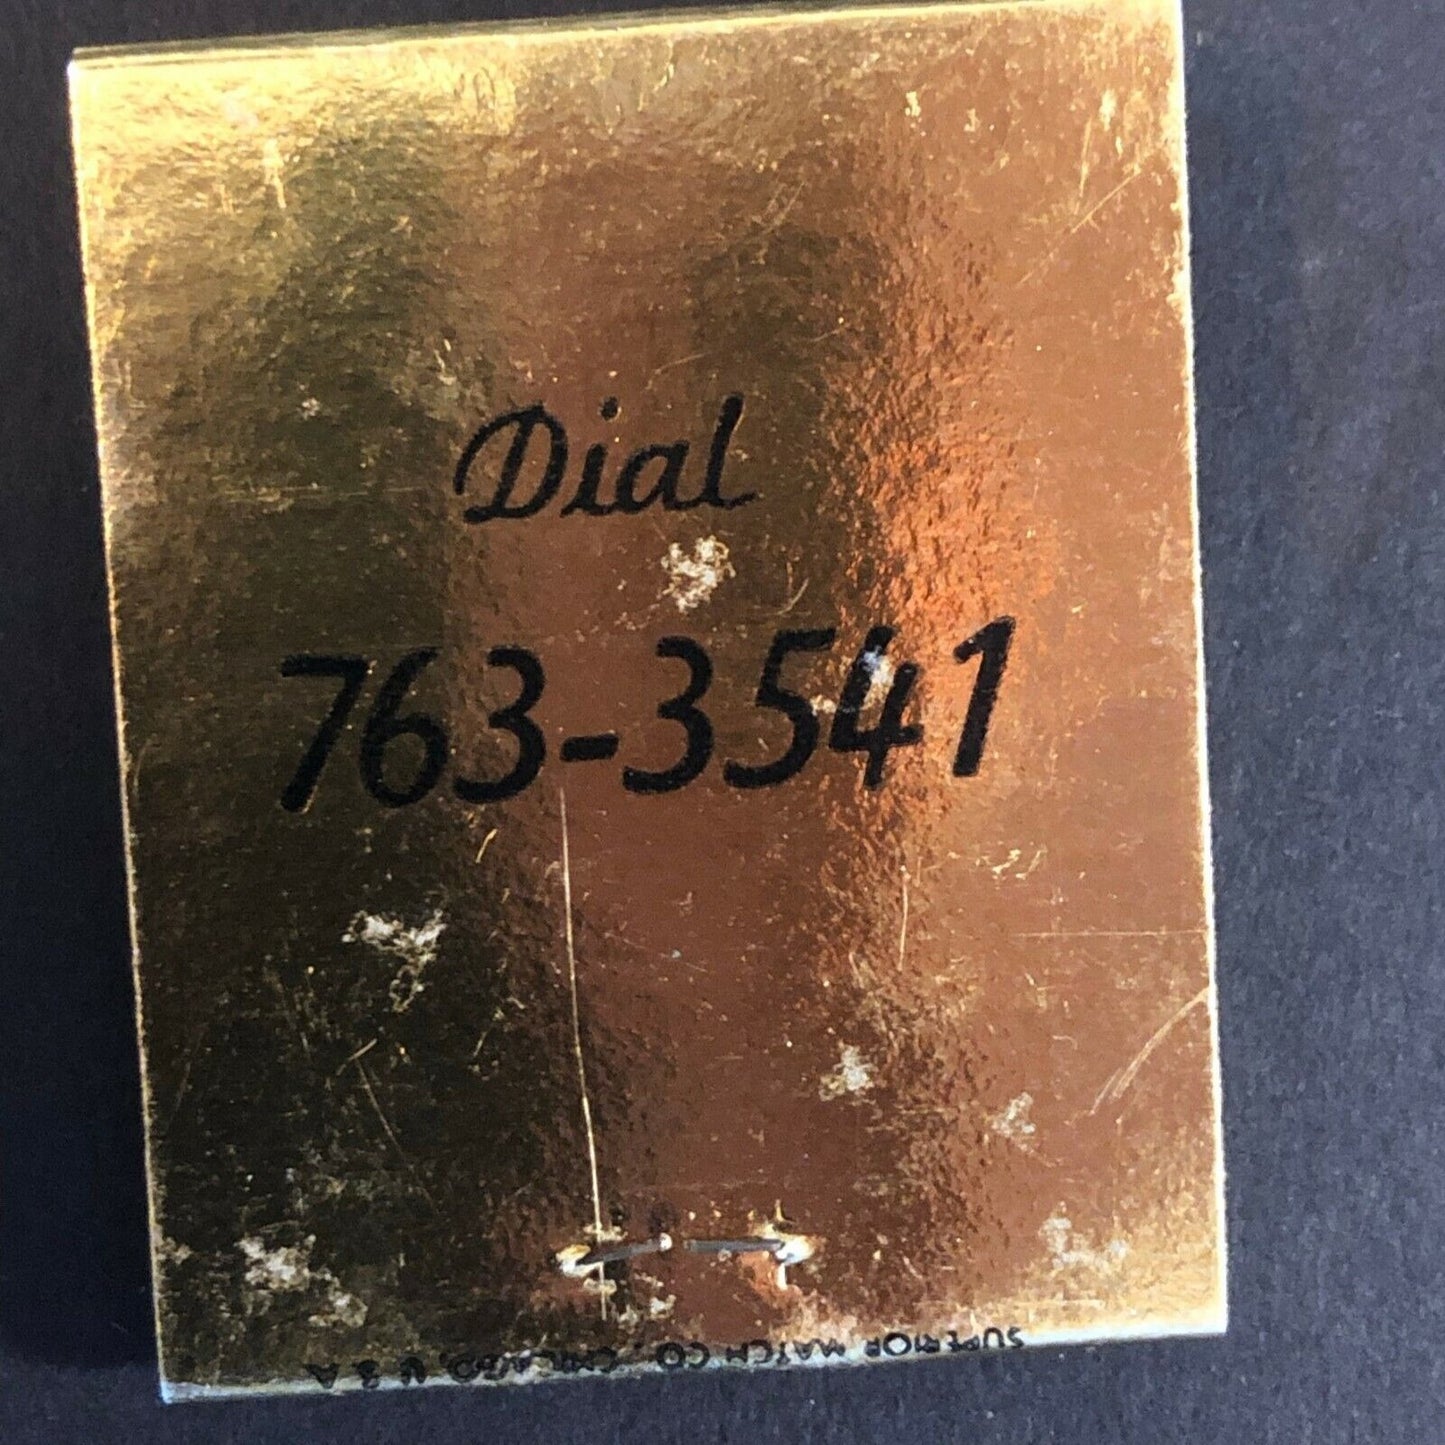 Dial
763-3541
SUPERIOR MATCH CO., CHICAGO, U S A